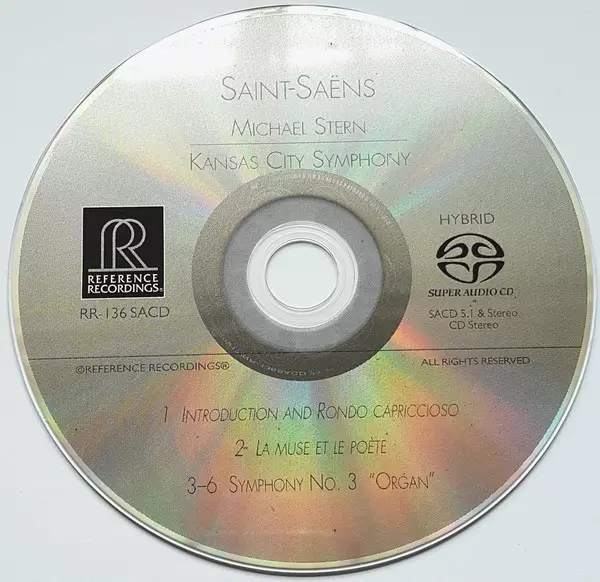 SAINT-SAËNS
MICHAEL STERN
KANSAS CITY SYMPHONY
R
REFERENCE
RECORDINGS®
RR-136 SACD
HYBRID
SUPER AUDIO CD
SACD 5.1 & Stereo
CD Stereo
©REFERENCE RECORDINGS®
ALL RIGHTS RESERVED
1 INTRODUCTION AND RONDO CAPRICCIOSO
2- LA MUSE ET LE POÈTE
3-6 SYMPHONY NO. 3 "ORGAN"